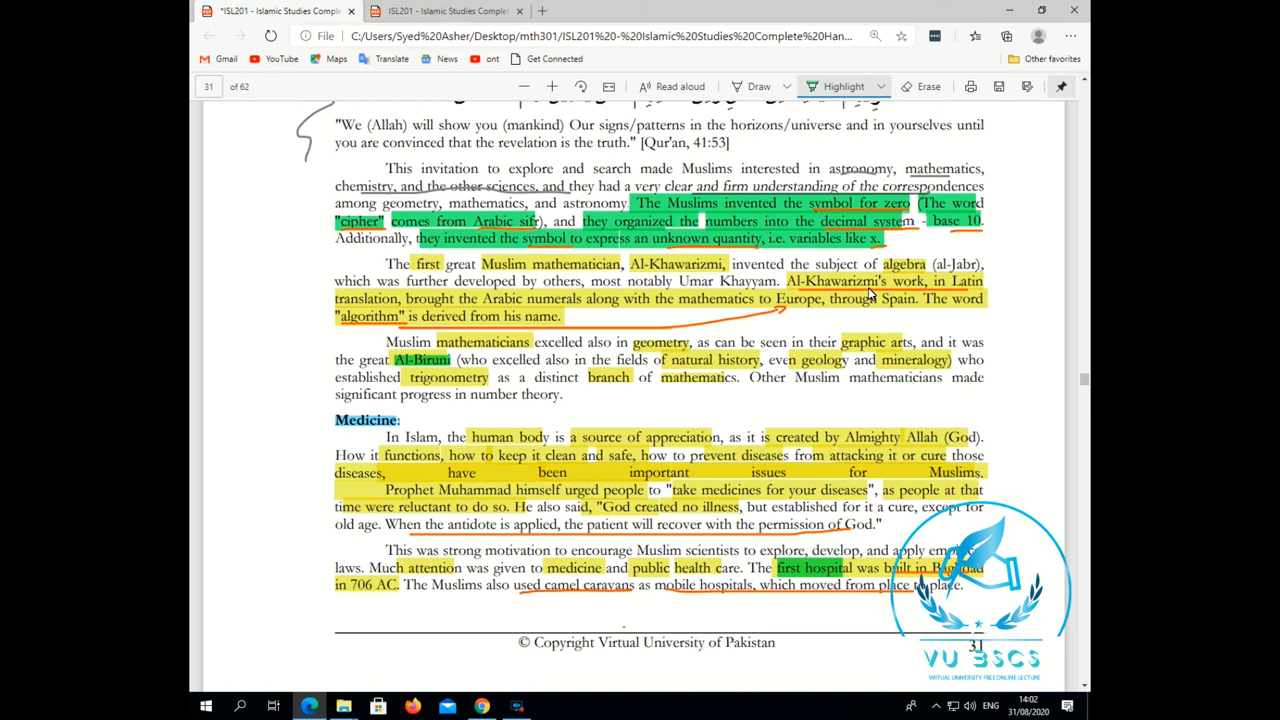 *ISL201 - Islamic Studies Comple
ISL201 - Islamic Studies Complet
File
C:/Users/Syed%20Asher/Desktop/mth301/ISL201%20-%20Islamic%20Studies%20Complete%20Han...
Gmail
YouTube
ont
Maps
Translate
News
Get Connected
Other favorites
31
of 62
Read aloud
Draw
Highlight
Erase
"We (Allah) will show you (mankind) Our signs/patterns in the horizons/universe and in yourselves until
you are convinced that the revelation is the truth." [Qur'an, 41:53]
This invitation to explore and search made Muslims interested in astronomy, mathematics,
chemistry, and the other sciences, and they had a very clear and firm understanding of the correspondences
among geometry, mathematics, and astronomy. The Muslims invented the symbol for zero (The word
"cipher" comes from Arabic sifr), and they organized the numbers into the decimal system - base 10.
Additionally, they invented the symbol to express an unknown quantity, i.e. variables like x.
The first great Muslim mathematician, Al-Khawarizmi, invented the subject of algebra (al-Jabr),
which was further developed by others, most notably Umar Khayyam. Al-Khawarizmi's work, in Latin
translation, brought the Arabic numerals along with the mathematics to Europe, through Spain. The word
"algorithm" is derived from his name.
Muslim mathematicians excelled also in geometry, as can be seen in their graphic arts, and it was
the great Al-Biruni (who excelled also in the fields of natural history, even geology and mineralogy) who
established trigonometry as a distinct branch of mathematics. Other Muslim mathematicians made
significant progress in number theory.
Medicine:
In Islam, the human body is a source of appreciation, as it is created by Almighty Allah (God).
How it functions, how to keep it clean and safe, how to prevent diseases from attacking it or cure those
diseases, have been important issues for Muslims.
Prophet Muhammad himself urged people to "take medicines for your diseases", as people at that
time were reluctant to do so. He also said, "God created no illness, but established for it a cure, except for
old age. When the antidote is applied, the patient will recover with the permission of God."
This was strong motivation to encourage Muslim scientists to explore, develop, and apply
laws. Much attention was given to medicine and public health care. The first hospital was built in Baghdad
in 706 AC. The Muslims also used camel caravans as mobile hospitals, which moved from place to place.
© Copyright Virtual University of Pakistan
31
VU BSCS
VIRTUAL UNIVERSITY FREE ONLINE LECTURE
ENG
14:02
31/08/2020